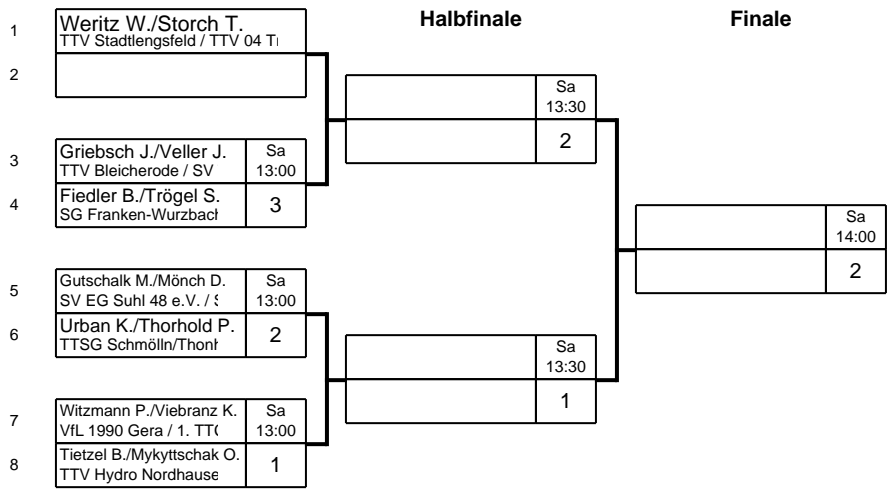 Halbfinale
Finale
1
Weritz W./Storch T.
TTV Stadtlengsfeld / TTV 04
2
3
Griebsch J./Veller J.
TTV Bleicherode / SV
Sa
13:00
4
Fiedler B./Trögel S.
SG Franken-Wurzbach
3
Sa
13:30
2
5
Gutschalk M./Mönch D.
SV EG Suhl 48 e.V. /
Sa
13:00
6
Urban K./Thorhold P.
TTSG Schmölln/Thonh
2
Sa
13:30
1
7
Witzmann P./Viebranz K.
VfL 1990 Gera / 1.
Sa
13:00
8
Tietzel B./Mykyttschak O.
TTV Hydro Nordhause
1
Sa
14:00
2